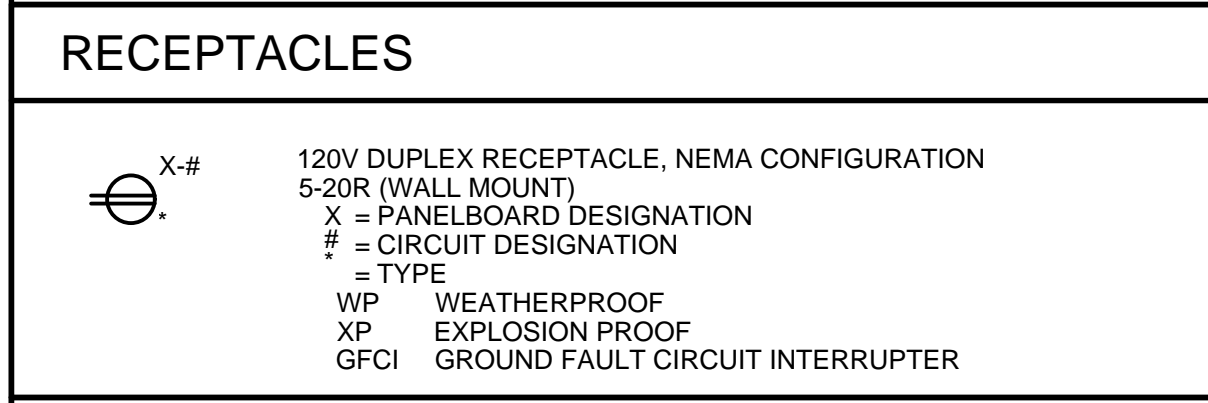 RECEPTACLES
X-#
*
120V DUPLEX RECEPTACLE, NEMA CONFIGURATION
5-20R (WALL MOUNT)
X = PANELBOARD DESIGNATION
# = CIRCUIT DESIGNATION
* = TYPE
WP WEATHERPROOF
XP EXPLOSION PROOF
GFCI GROUND FAULT CIRCUIT INTERRUPTER